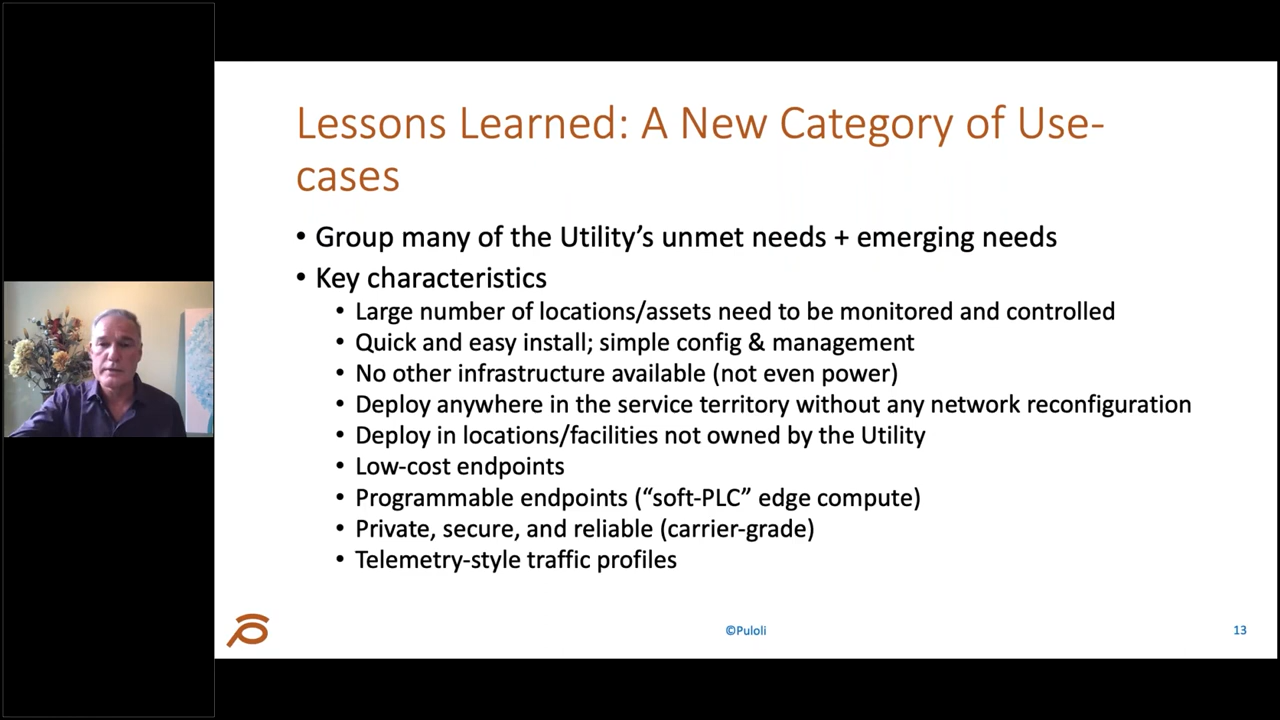 Lessons Learned: A New Category of Use-
cases
• Group many of the Utility’s unmet needs + emerging needs
• Key characteristics
• Large number of locations/assets need to be monitored and controlled
• Quick and easy install; simple config & management
• No other infrastructure available (not even power)
• Deploy anywhere in the service territory without any network reconfiguration
• Deploy in locations/facilities not owned by the Utility
• Low-cost endpoints
• Programmable endpoints (“soft-PLC” edge compute)
• Private, secure, and reliable (carrier-grade)
• Telemetry-style traffic profiles
©Puloli
13